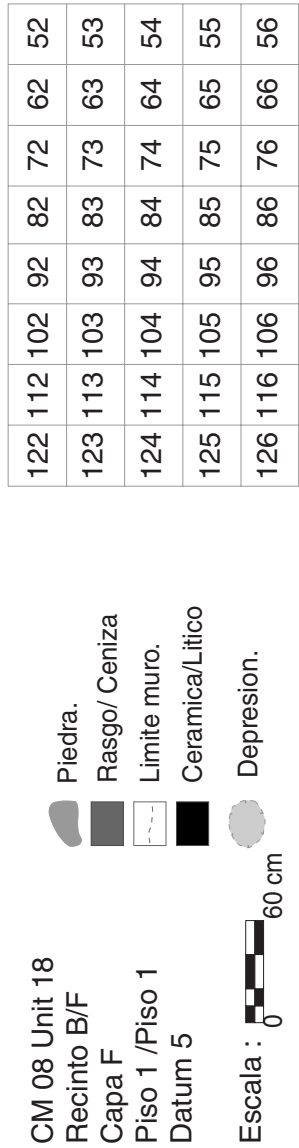 CM 08 Unit 18
Recinto B/F
Capa F
Piso 1 /Piso 1
Datum 5
Escala :
0 60 cm
Piedra.
Rasgo/ Ceniza
Limite muro.
Ceramica/Litico
Depresion.
122 112 102 92 82 72 62 52
123 113 103 93 83 73 63 53
124 114 104 94 84 74 64 54
125 115 105 95 85 75 65 55
126 116 106 96 86 76 66 56